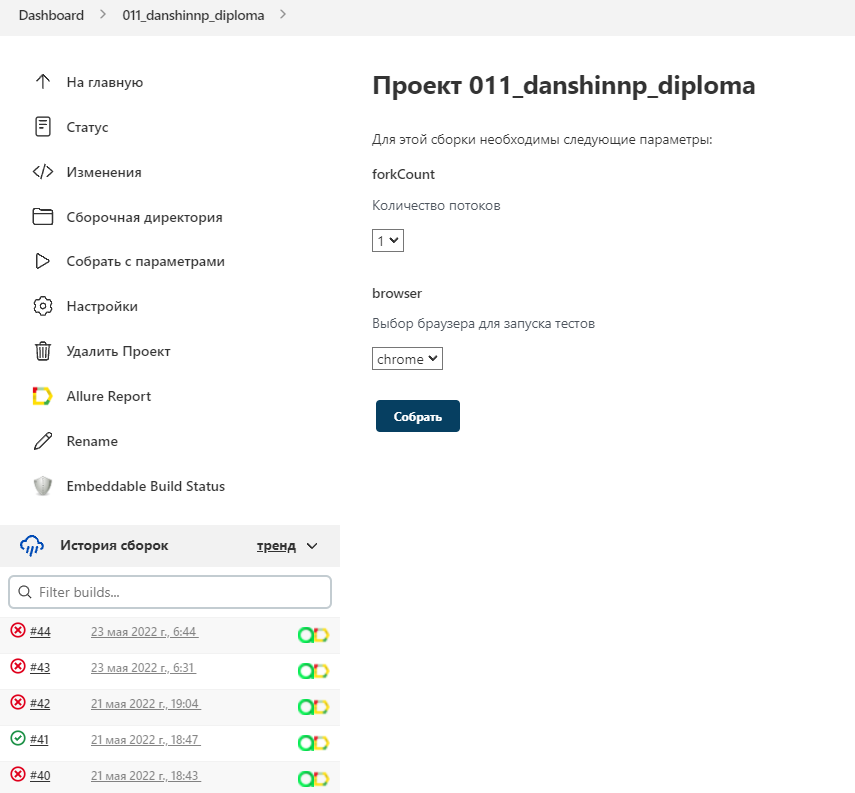 Dashboard
011_danshinnp_diploma
На главную
Статус
Изменения
Сборочная директория
Собрать с параметрами
Настройки
Удалить Проект
Allure Report
Rename
Embeddable Build Status
История сборок
тренд
Filter builds...
#44 23 мая 2022 г., 6:44
#43 23 мая 2022 г., 6:31
#42 21 мая 2022 г., 19:04
#41 21 мая 2022 г., 18:47
#40 21 мая 2022 г., 18:43
Проект 011_danshinnp_diploma
Для этой сборки необходимы следующие параметры:
forkCount
Количество потоков
1
browser
Выбор браузера для запуска тестов
chrome
Собрать